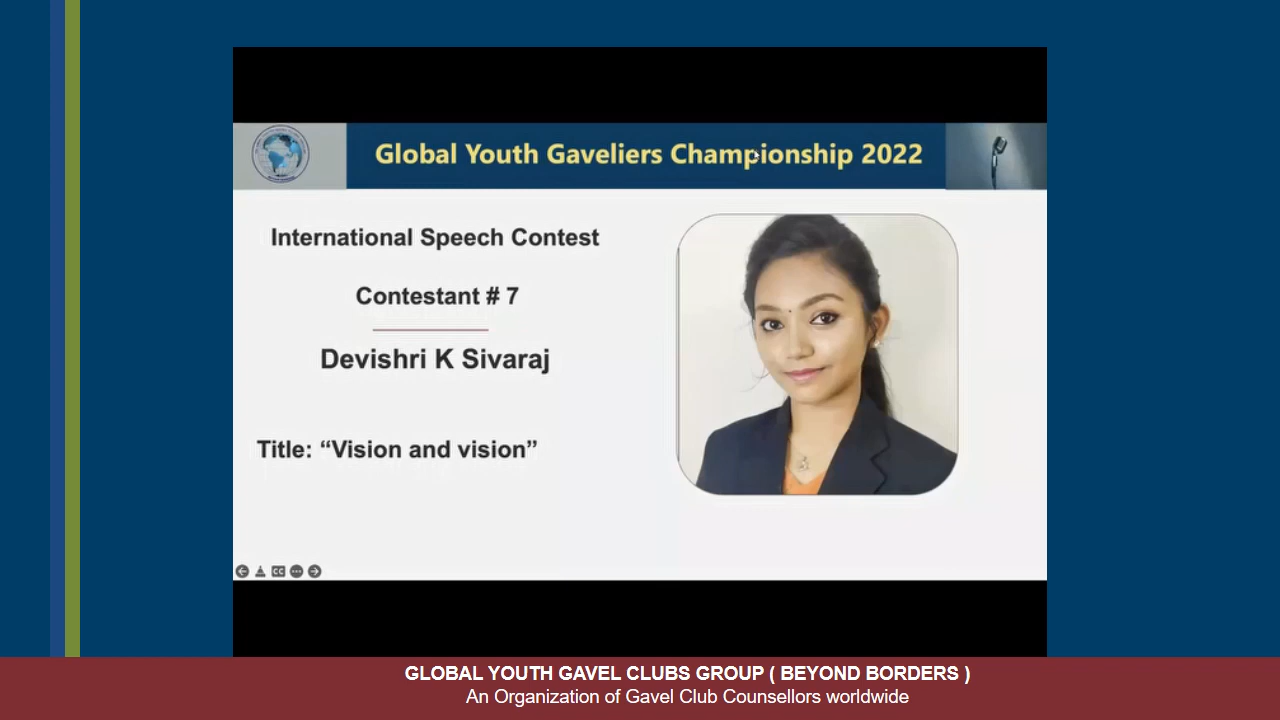 Global Youth Gaveliers Championship 2022
International Speech Contest
Contestant # 7
Devishri K Sivaraj
Title: “Vision and vision”
CC
GLOBAL YOUTH GAVEL CLUBS GROUP ( BEYOND BORDERS )
An Organization of Gavel Club Counsellors worldwide